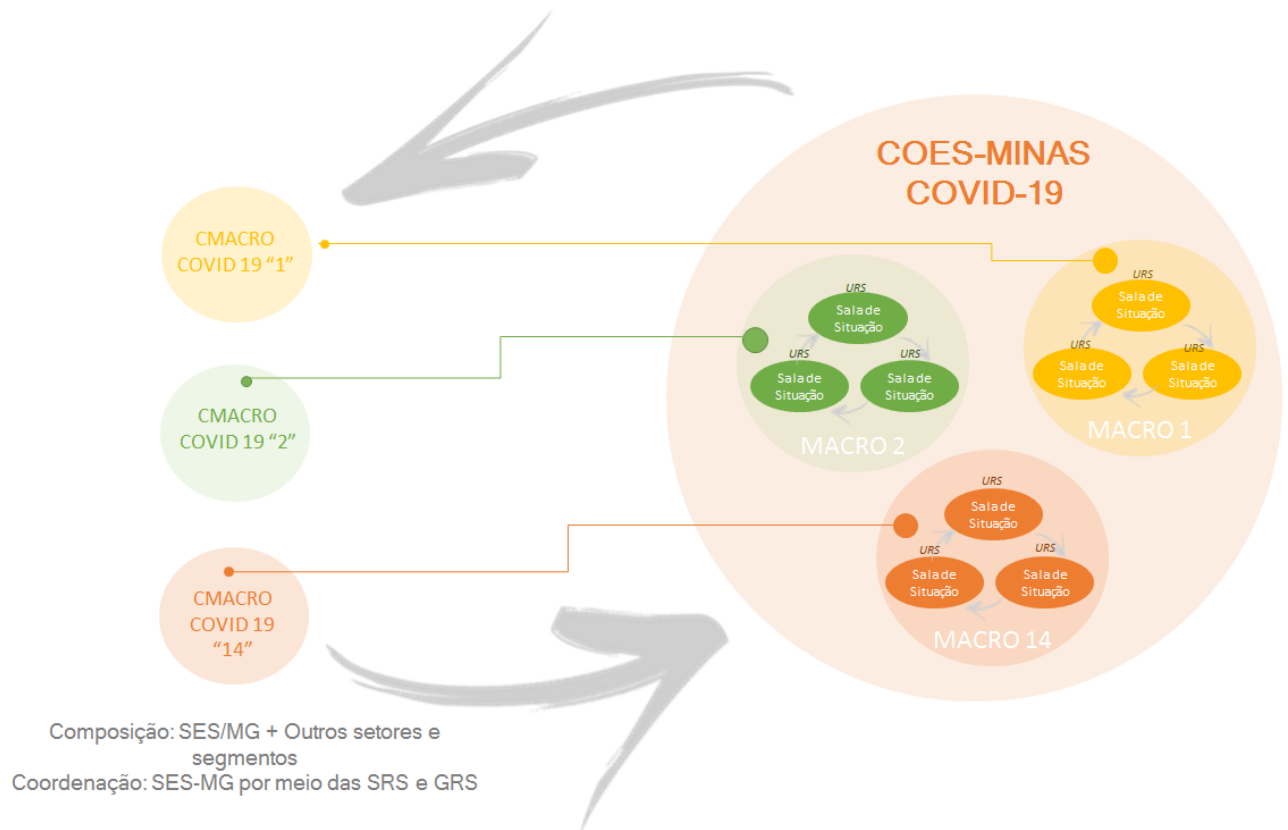 COES-MINAS
COVID-19
CMACRO
COVID 19 “1”
CMACRO
COVID 19 “2”
CMACRO
COVID 19
“14”
URS
Sala de
Situação
URS
Sala de
Situação
URS
Sala de
Situação
MACRO 1
URS
Sala de
Situação
URS
Sala de
Situação
URS
Sala de
Situação
MACRO 2
URS
Sala de
Situação
URS
Sala de
Situação
URS
Sala de
Situação
MACRO 14
Composição: SES/MG + Outros setores e
segmentos
Coordenação: SES-MG por meio das SRS e GRS